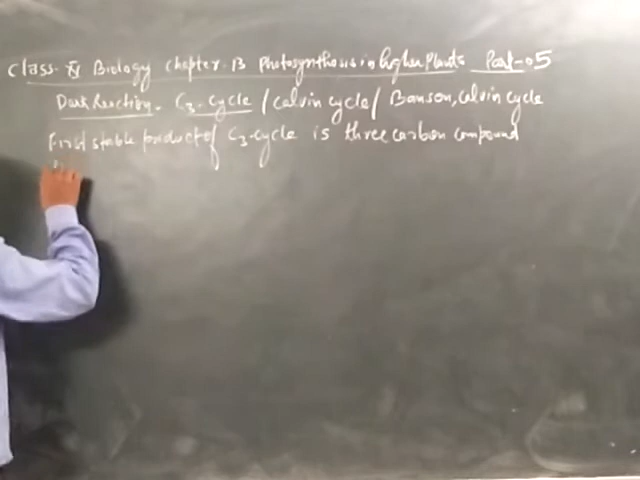 Class- XI Biology Chapter- 13 Photosynthesis in higher Plants Part-05
Dark Reaction - C3-cycle / Calvin cycle / Banson, Calvin cycle
First stable product of C3-cycle is three carbon compound